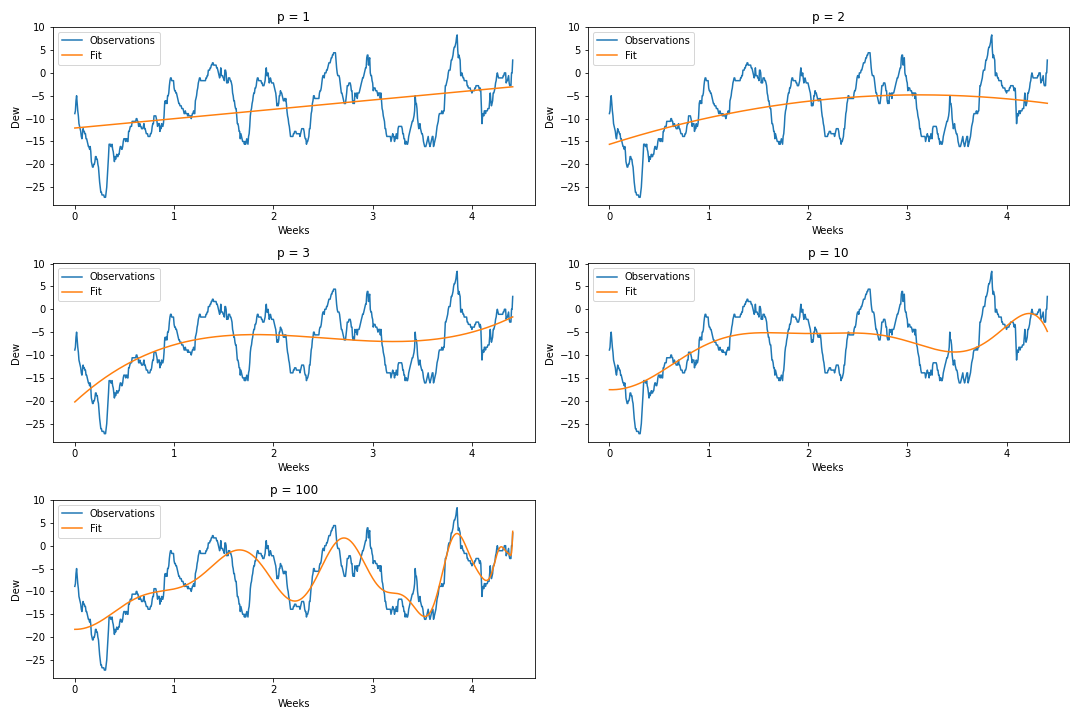 p = 1
10
5
0
−5
−10
−15
−20
−25
Dew
Observations
Fit
0 1 2 3 4
Weeks
p = 2
10
5
0
−5
−10
−15
−20
−25
Dew
Observations
Fit
0 1 2 3 4
Weeks
p = 3
10
5
0
−5
−10
−15
−20
−25
Dew
Observations
Fit
0 1 2 3 4
Weeks
p = 10
10
5
0
−5
−10
−15
−20
−25
Dew
Observations
Fit
0 1 2 3 4
Weeks
p = 100
10
5
0
−5
−10
−15
−20
−25
Dew
Observations
Fit
0 1 2 3 4
Weeks